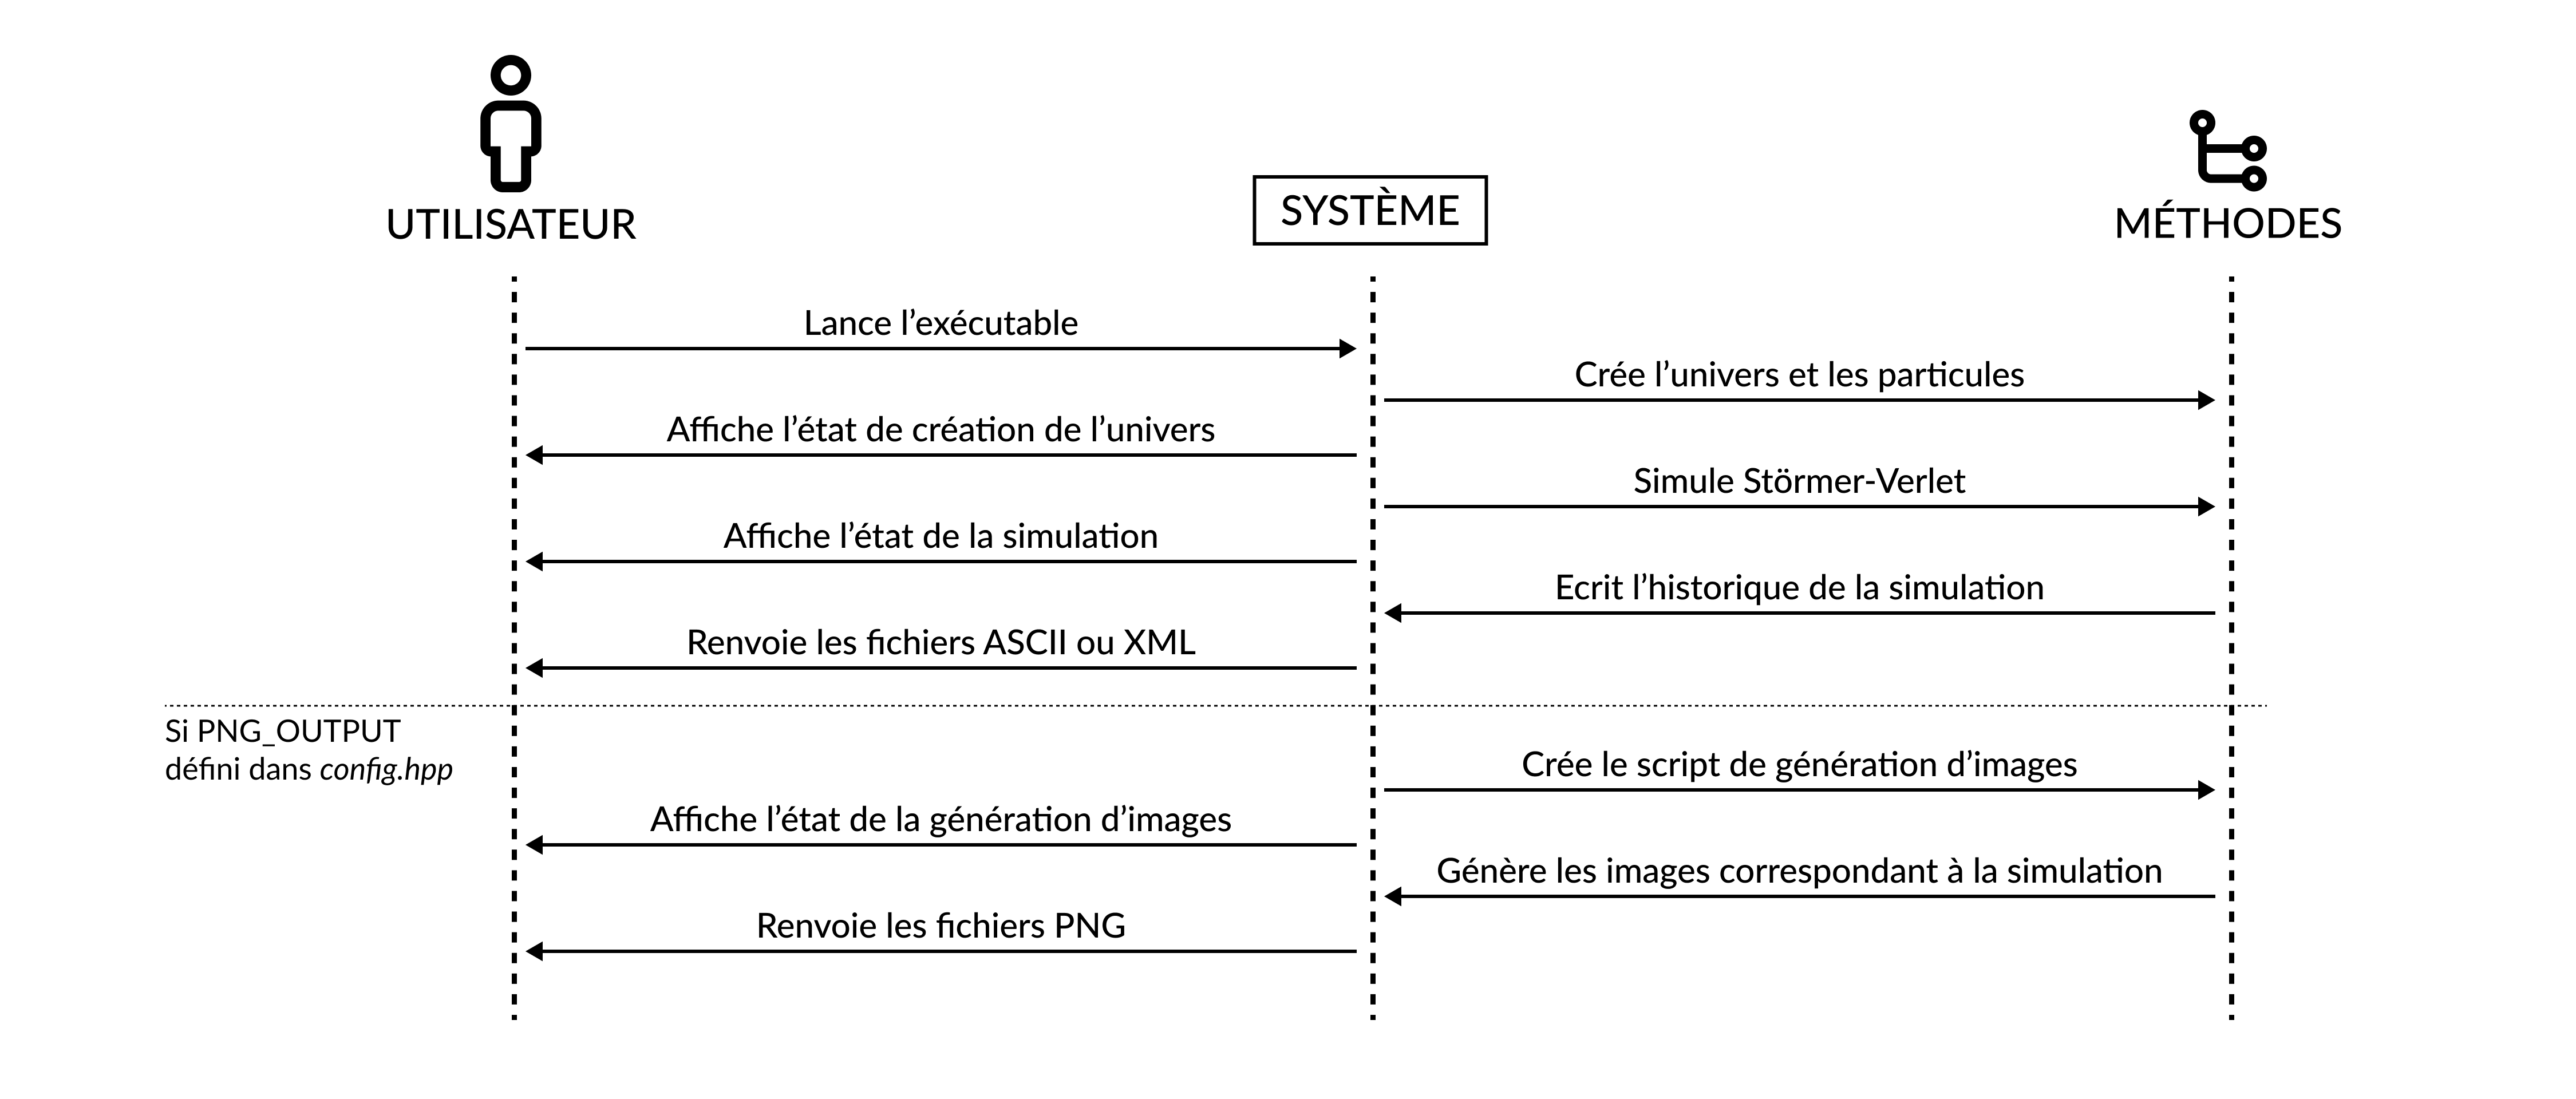 UTILISATEUR
SYSTÈME
MÉTHODES
Lance l’exécutable
Crée l’univers et les particules
Affiche l’état de création de l’univers
Simule Störmer-Verlet
Affiche l’état de la simulation
Ecrit l’historique de la simulation
Renvoie les fichiers ASCII ou XML
Si PNG_OUTPUT
défini dans config.hpp
Crée le script de génération d’images
Affiche l’état de la génération d’images
Génère les images correspondant à la simulation
Renvoie les fichiers PNG